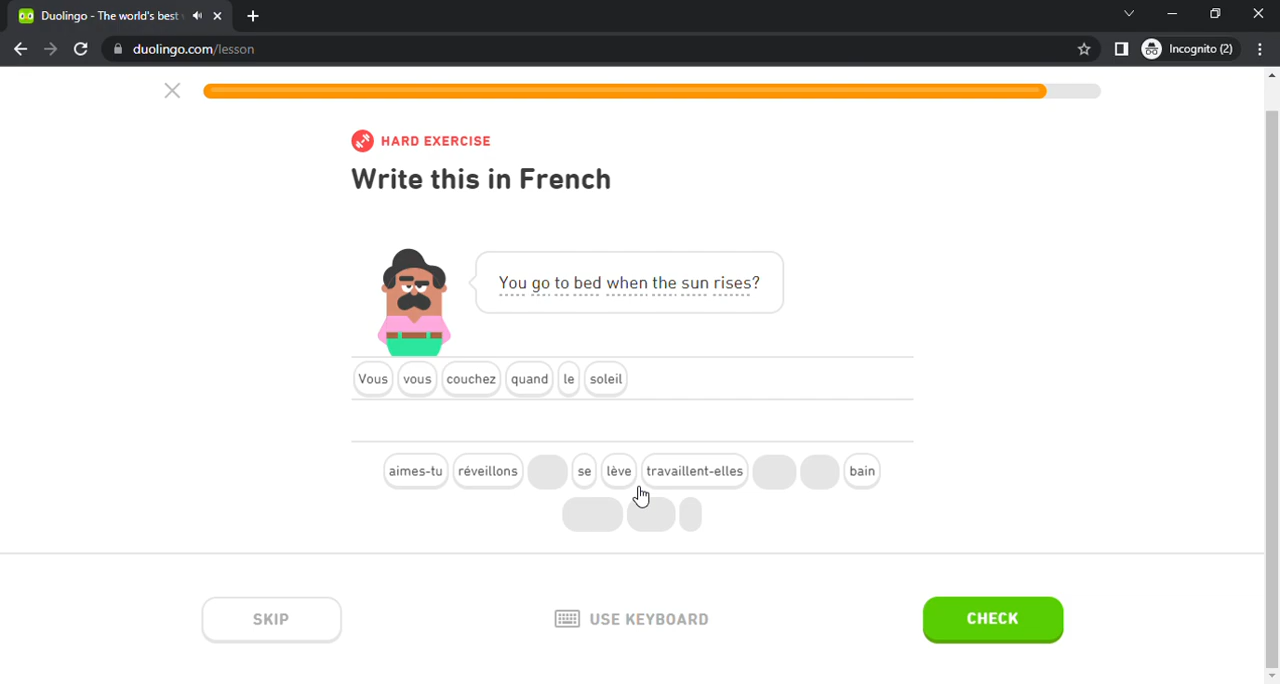 Duolingo - The world's best
duolingo.com/lesson
Incognito (2)
HARD EXERCISE
Write this in French
You go to bed when the sun rises?
Vous vous couchez quand le soleil
aimes-tu réveillons se lève travaillent-elles bain
SKIP USE KEYBOARD CHECK